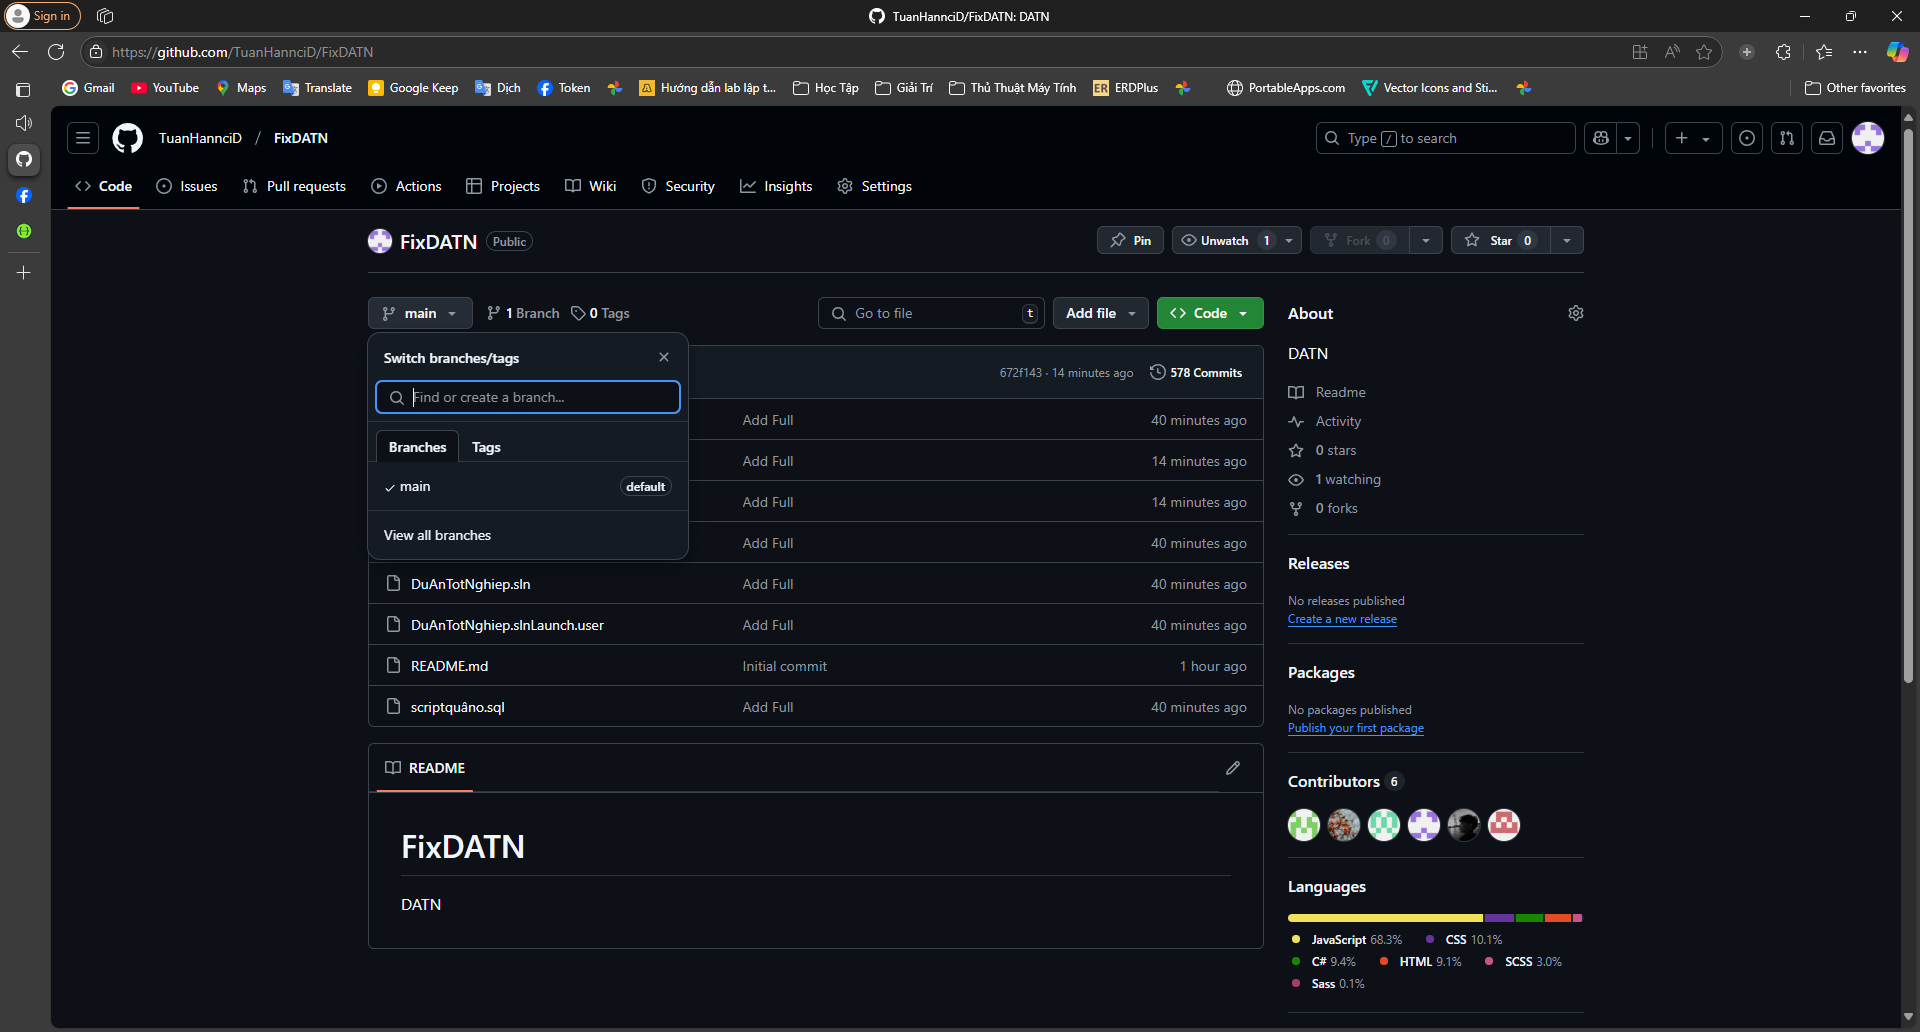 Sign in
TuanHannciD/FixDATN: DATN
https://github.com/TuanHannciD/FixDATN
Gmail YouTube Maps Translate Google Keep Dịch Token Hướng dẫn lab lập t... Học Tập Giải Trí Thủ Thuật Máy Tính ERDPlus PortableApps.com Vector Icons and Sti... Other favorites
TuanHannciD / FixDATN
Type / to search
Code Issues Pull requests Actions Projects Wiki Security Insights Settings
FixDATN Public
Pin Unwatch 1 Fork 0 Star 0
main 1 Branch 0 Tags
Go to file t Add file Code
Switch branches/tags
Find or create a branch...
Branches Tags
main default
View all branches
672f143 · 14 minutes ago 578 Commits
Add Full 40 minutes ago
Add Full 14 minutes ago
Add Full 14 minutes ago
Add Full 40 minutes ago
DuAnTotNghiep.sln Add Full 40 minutes ago
DuAnTotNghiep.slnLaunch.user Add Full 40 minutes ago
README.md Initial commit 1 hour ago
scriptquâno.sql Add Full 40 minutes ago
README
FixDATN
DATN
About
DATN
Readme
Activity
0 stars
1 watching
0 forks
Releases
No releases published
Create a new release
Packages
No packages published
Publish your first package
Contributors 6
Languages
JavaScript 68.3% CSS 10.1%
C# 9.4% HTML 9.1% SCSS 3.0%
Sass 0.1%